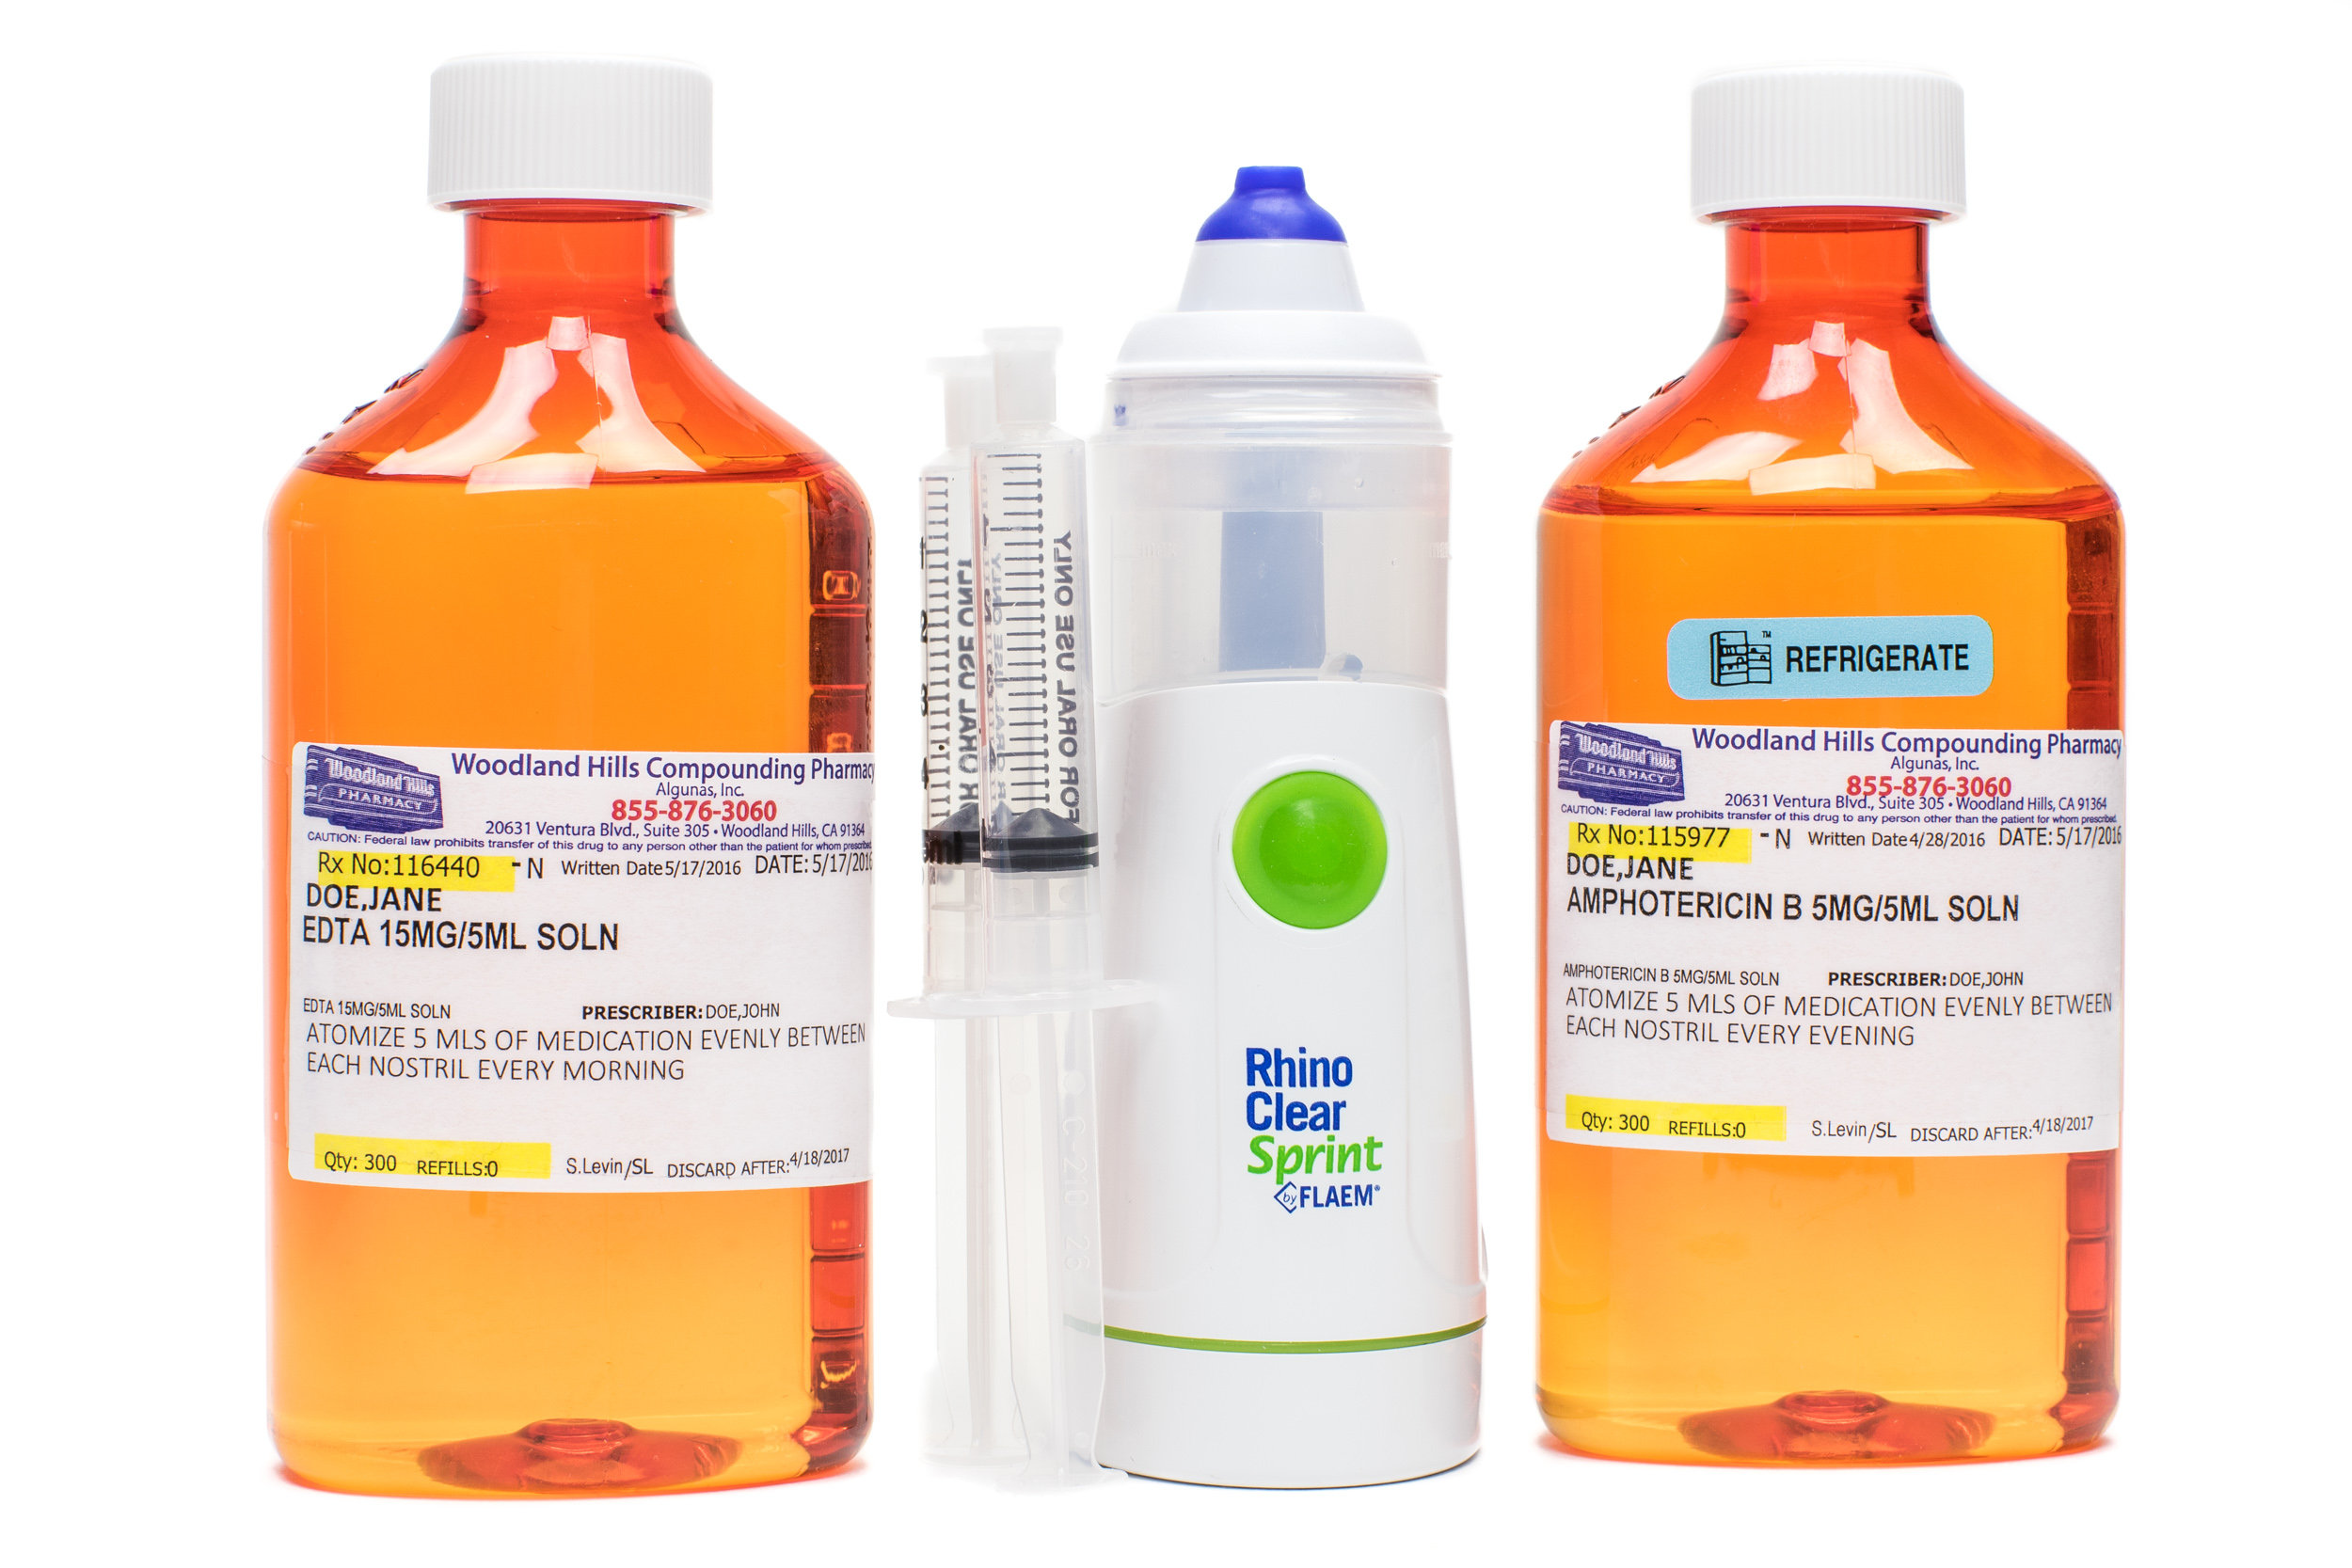 Woodland Hills
PHARMACY
Woodland Hills Compounding Pharmacy
Algunas, Inc.
855-876-3060
20631 Ventura Blvd., Suite 305 • Woodland Hills, CA 91364
CAUTION: Federal law prohibits transfer of this drug to any person other than the patient for whom prescribed.
Rx No:116440 - N Written Date 5/17/2016 DATE: 5/17/2016
DOE,JANE
EDTA 15MG/5ML SOLN
EDTA 15MG/5ML SOLN PRESCRIBER: DOE,JOHN
ATOMIZE 5 MLS OF MEDICATION EVENLY BETWEEN
EACH NOSTRIL EVERY MORNING
Qty: 300 REFILLS:0 S.Levin/SL DISCARD AFTER:4/18/2017
FOR ORAL USE ONLY
Rhino
Clear
Sprint
by FLAEM®
REFRIGERATE
Woodland Hills
PHARMACY
Woodland Hills Compounding Pharmacy
Algunas, Inc.
855-876-3060
20631 Ventura Blvd., Suite 305 • Woodland Hills, CA 91364
CAUTION: Federal law prohibits transfer of this drug to any person other than the patient for whom prescribed.
Rx No:115977 - N Written Date 4/28/2016 DATE: 5/17/2016
DOE,JANE
AMPHOTERICIN B 5MG/5ML SOLN
AMPHOTERICIN B 5MG/5ML SOLN PRESCRIBER: DOE,JOHN
ATOMIZE 5 MLS OF MEDICATION EVENLY BETWEEN
EACH NOSTRIL EVERY EVENING
Qty: 300 REFILLS:0 S.Levin/SL DISCARD AFTER:4/18/2017